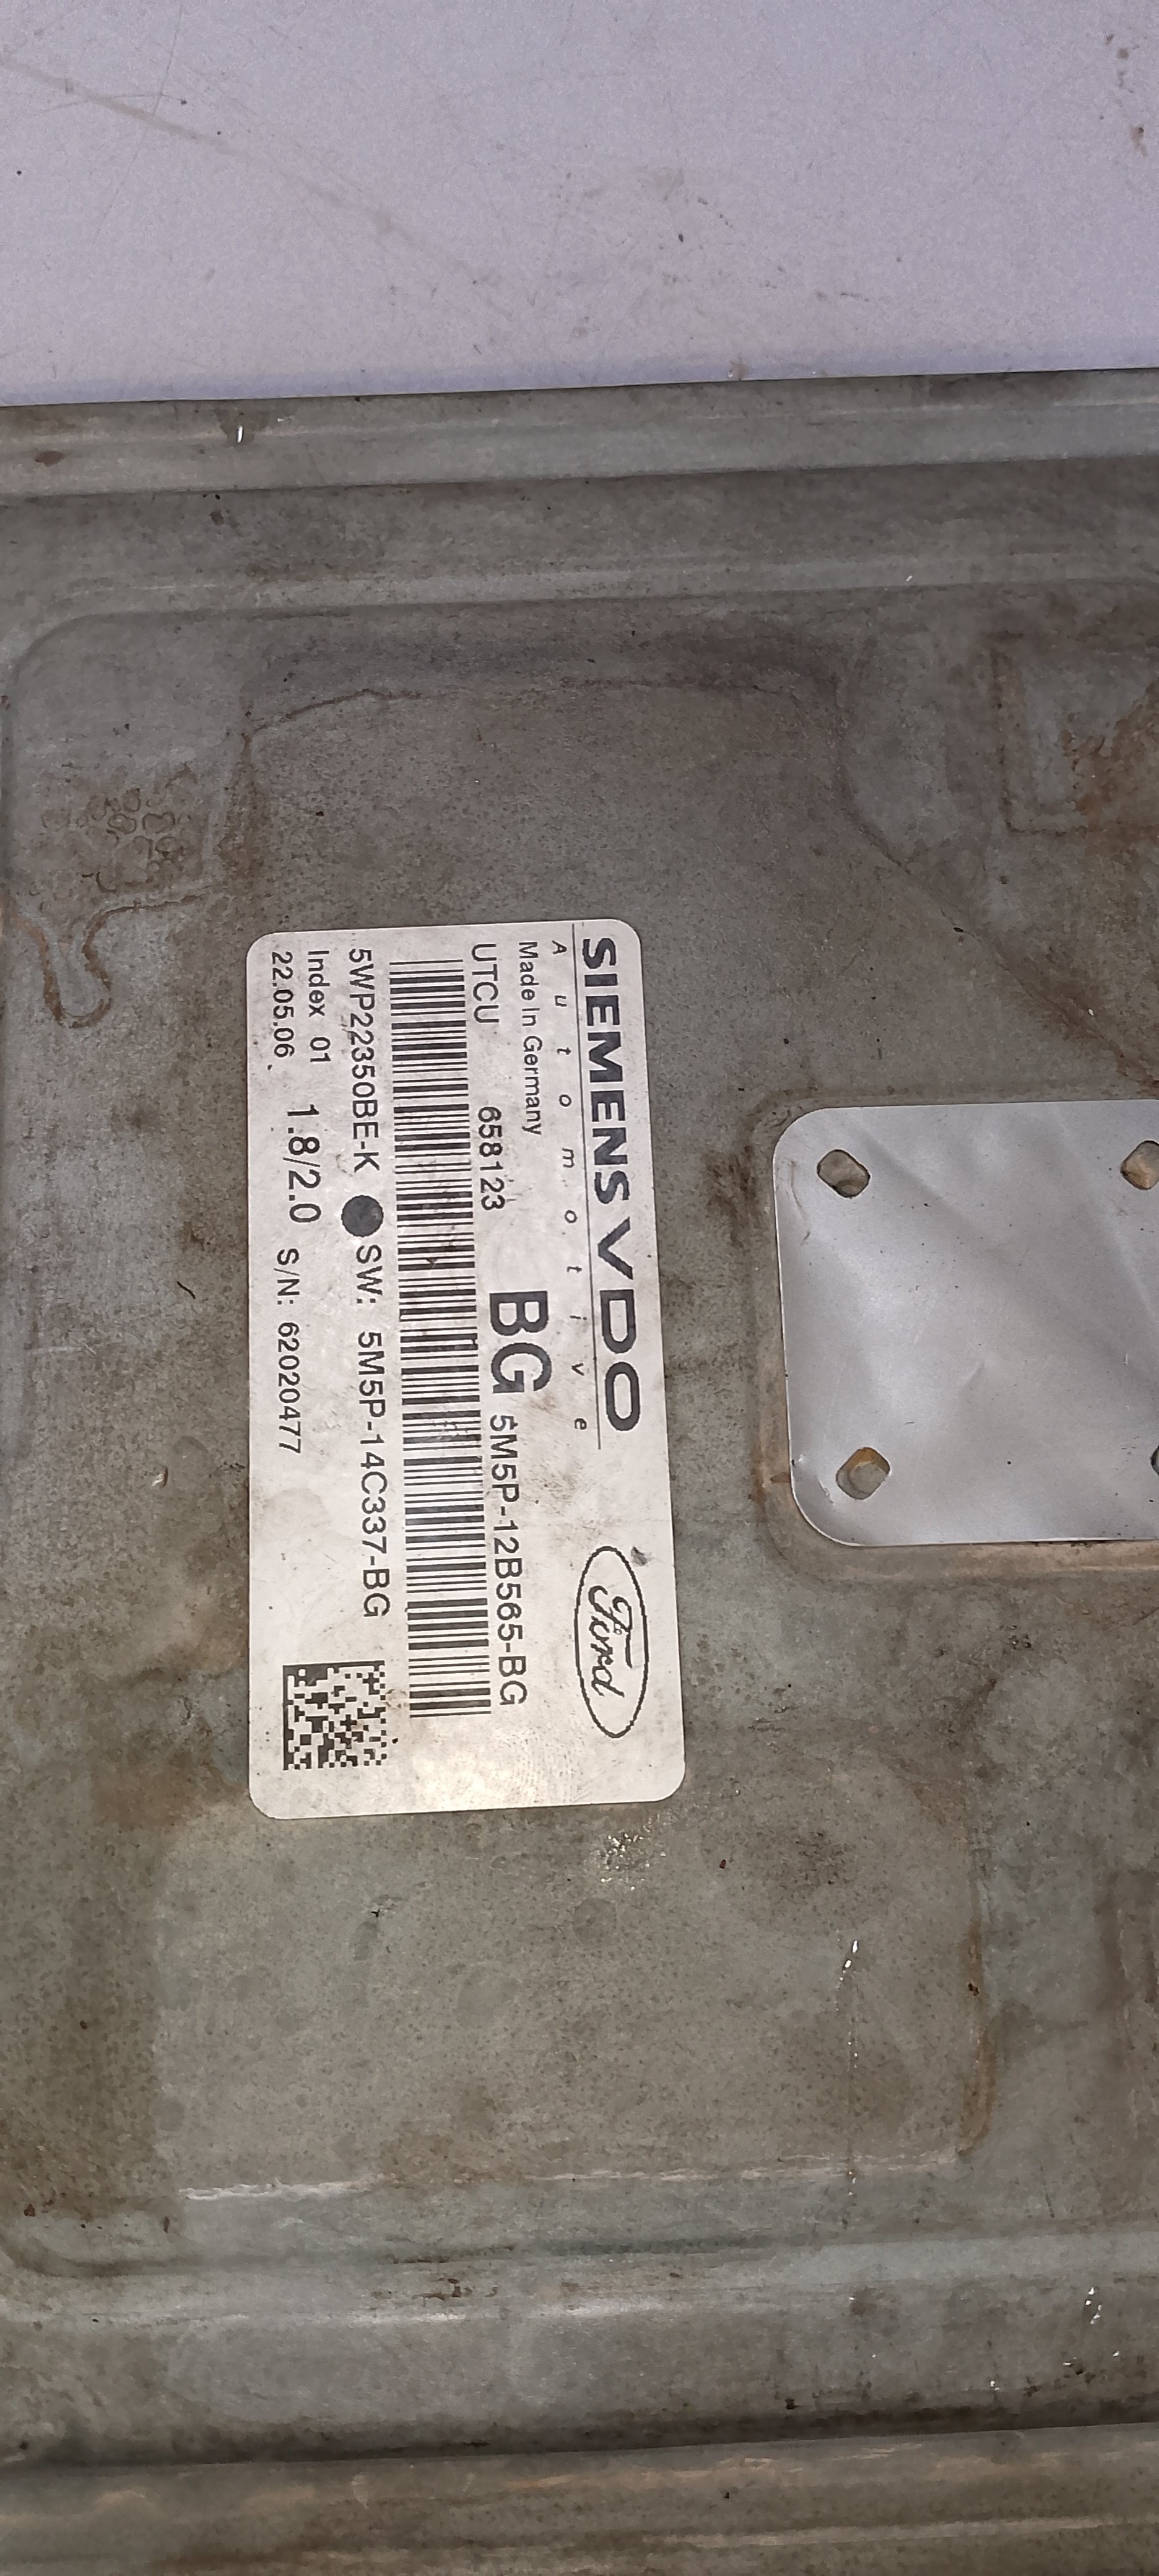 SIEMENS VDO
Automotive
Ford
Made In Germany
UTCU 658123 BG 5M5P-12B565-BG
5WP22350BE-K SW: 5M5P-14C337-BG
Index 01
22.05.06 1.8/2.0 S/N: 62020477